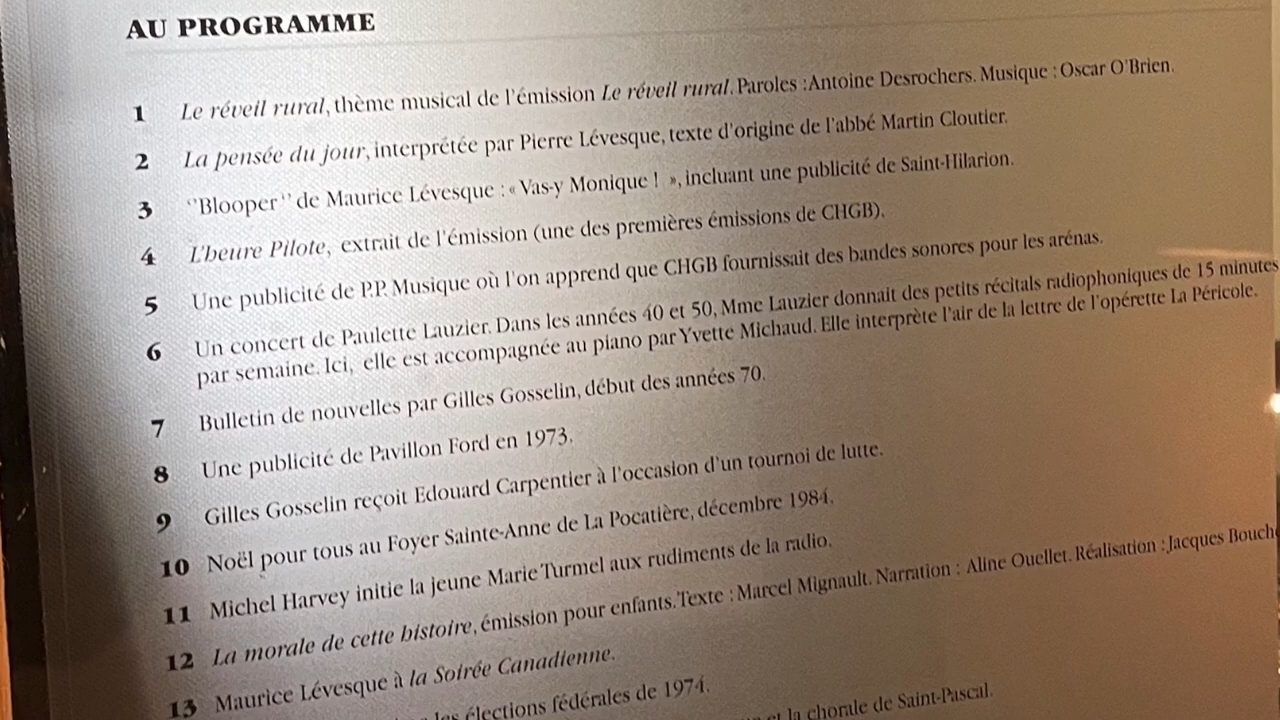 AU PROGRAMME
1 Le réveil rural, thème musical de l'émission Le réveil rural. Paroles : Antoine Desrochers. Musique : Oscar O'Brien.
2 La pensée du jour, interprétée par Pierre Lévesque, texte d'origine de l'abbé Martin Cloutier.
3 ‘’Blooper’’ de Maurice Lévesque : « Vas-y Monique ! », incluant une publicité de Saint-Hilarion.
4 L'heure Pilote, extrait de l'émission (une des premières émissions de CHGB).
5 Une publicité de P.P. Musique où l'on apprend que CHGB fournissait des bandes sonores pour les arénas.
6 Un concert de Paulette Lauzier. Dans les années 40 et 50, Mme Lauzier donnait des petits récitals radiophoniques de 15 minutes
par semaine. Ici, elle est accompagnée au piano par Yvette Michaud. Elle interprète l'air de la lettre de l'opérette La Péricole.
7 Bulletin de nouvelles par Gilles Gosselin, début des années 70.
8 Une publicité de Pavillon Ford en 1973.
9 Gilles Gosselin reçoit Edouard Carpentier à l'occasion d'un tournoi de lutte.
10 Noël pour tous au Foyer Sainte-Anne de La Pocatière, décembre 1984.
11 Michel Harvey initie la jeune Marie Turmel aux rudiments de la radio.
12 La morale de cette histoire, émission pour enfants. Texte : Marcel Mignault. Narration : Aline Ouellet. Réalisation : Jacques
13 Maurice Lévesque à la Soirée Canadienne.
les élections fédérales de 1974.
et la chorale de Saint-Pascal.